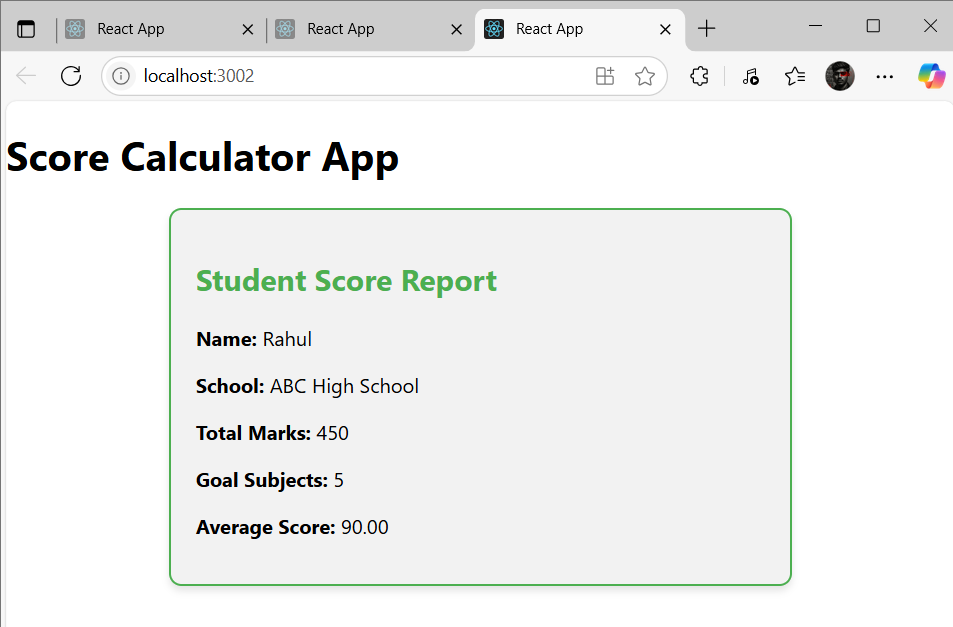 React App
React App
React App
localhost:3002
Score Calculator App
Student Score Report
Name: Rahul
School: ABC High School
Total Marks: 450
Goal Subjects: 5
Average Score: 90.00